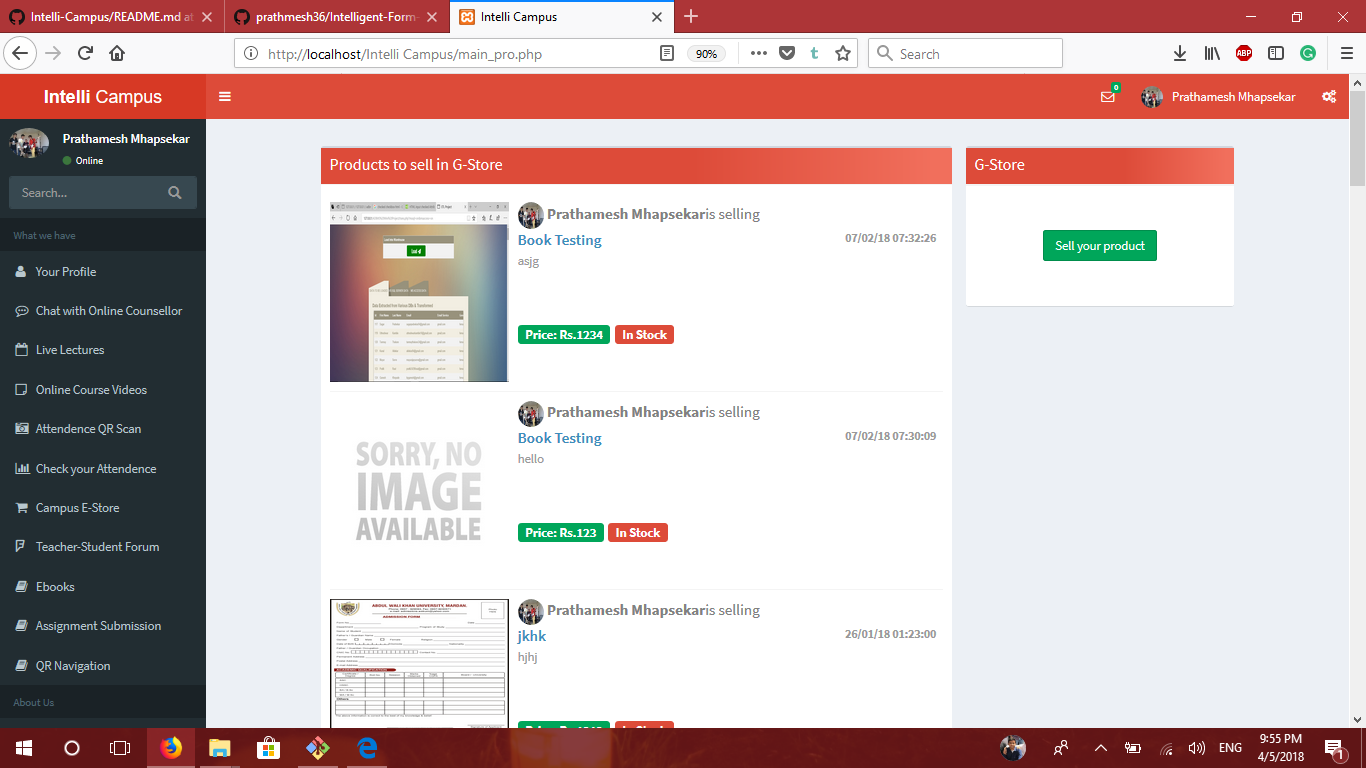 Intelli-Campus/README.md at
prathmesh36/Intelligent-Form-
Intelli Campus
http://localhost/Intelli Campus/main_pro.php
90%
Search
Intelli Campus
0
Prathamesh Mhapsekar
Prathamesh Mhapsekar
Online
Search...
What we have
Your Profile
Chat with Online Counsellor
Live Lectures
Online Course Videos
Attendence QR Scan
Check your Attendence
Campus E-Store
Teacher-Student Forum
Ebooks
Assignment Submission
QR Navigation
About Us
Products to sell in G-Store
Prathamesh Mhapsekaris selling
Book Testing
07/02/18 07:32:26
asjg
Price: Rs.1234
In Stock
SORRY, NO
IMAGE
AVAILABLE
Prathamesh Mhapsekaris selling
Book Testing
07/02/18 07:30:09
hello
Price: Rs.123
In Stock
ABDUL WALI KHAN UNIVERSITY, MARDAN.
ADMISSION FORM
Prathamesh Mhapsekaris selling
jkhk
26/01/18 01:23:00
hjhj
G-Store
Sell your product
ABP
ENG
9:55 PM
4/5/2018
1